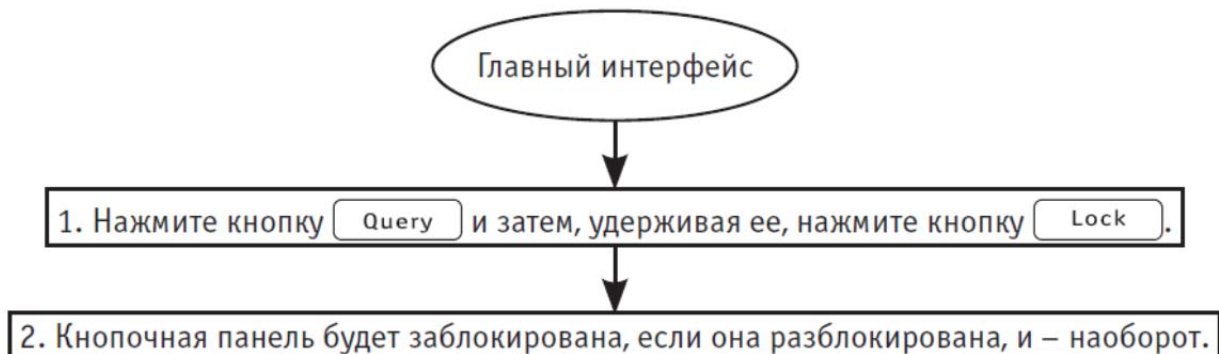 Главный интерфейс
1. Нажмите кнопку Query и затем, удерживая ее, нажмите кнопку Lock.
2. Кнопочная панель будет заблокирована, если она разблокирована, и – наоборот.